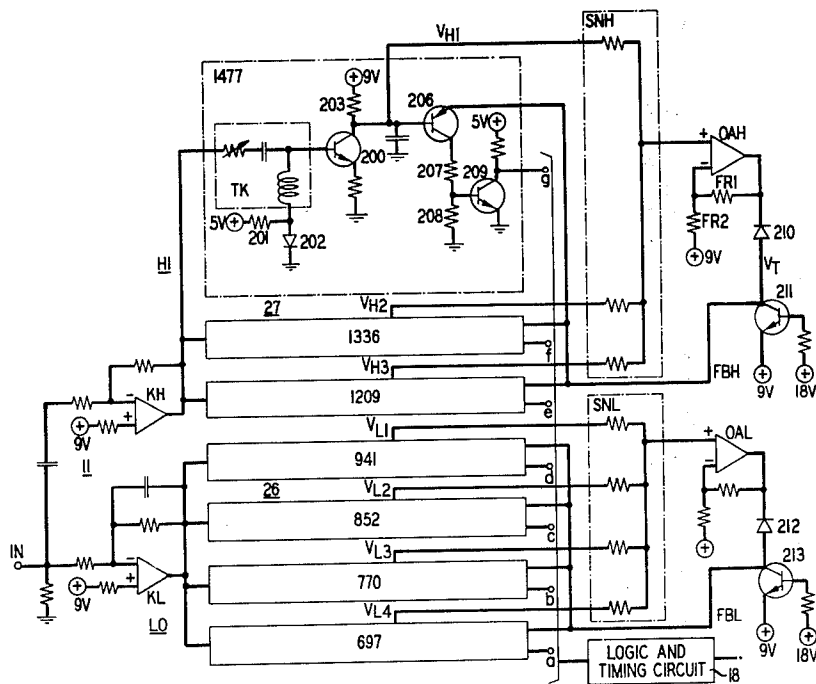 SNH
VH1
1477
9V
203
206
5V
200
207
209
g
TK
208
5V
201
202
HI
OAH
+
−
FR1
FR2
9V
210
VT
211
9V
18V
27
VH2
1336
f
VH3
1209
e
FBH
KH
−
+
9V
11
SNL
VL1
941
d
26
VL2
852
c
VL3
770
b
VL4
697
a
OAL
+
−
212
213
9V
18V
FBL
IN
−
+
9V
KL
LO
LOGIC AND
TIMING CIRCUIT
18